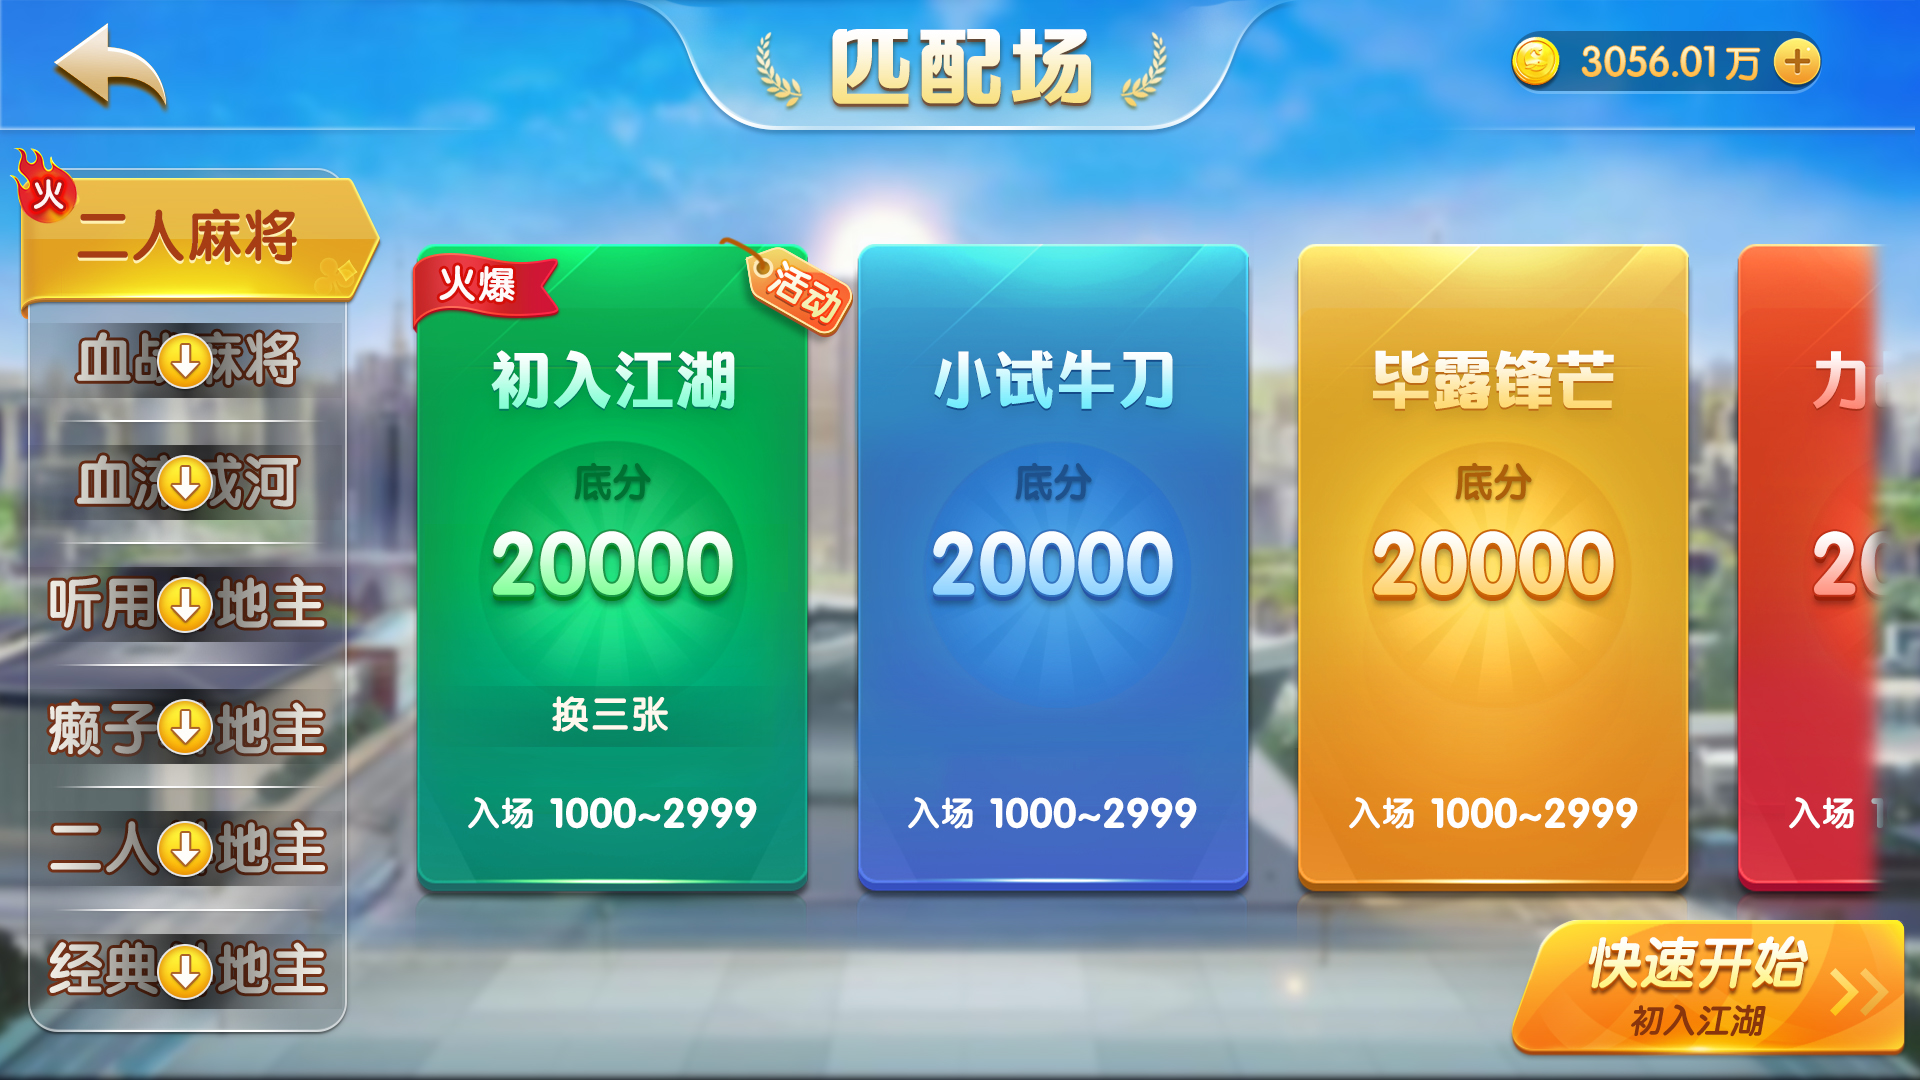 匹配场
3056.01万
火
二人麻将
血战麻将
血流成河
听用 地主
癞子 地主
二人 地主
经典 地主
火爆
活动
初入江湖
底分
20000
换三张
入场 1000~2999
小试牛刀
底分
20000
入场 1000~2999
毕露锋芒
底分
20000
入场 1000~2999
力
20
入场 1
快速开始
初入江湖